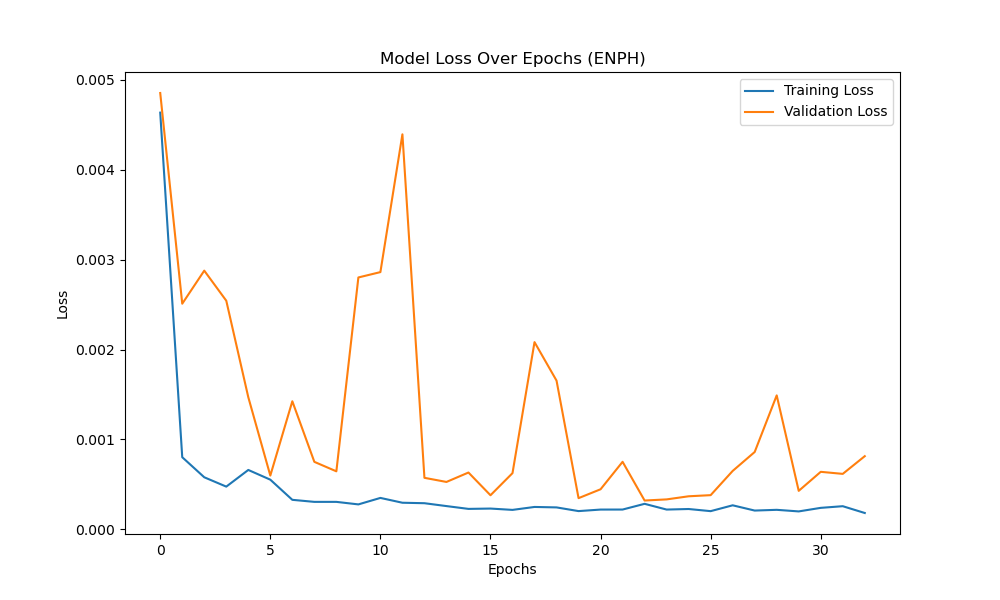 Model Loss Over Epochs (ENPH)
Training Loss
Validation Loss
0.005
0.004
0.003
0.002
0.001
0.000
Loss
0 5 10 15 20 25 30
Epochs